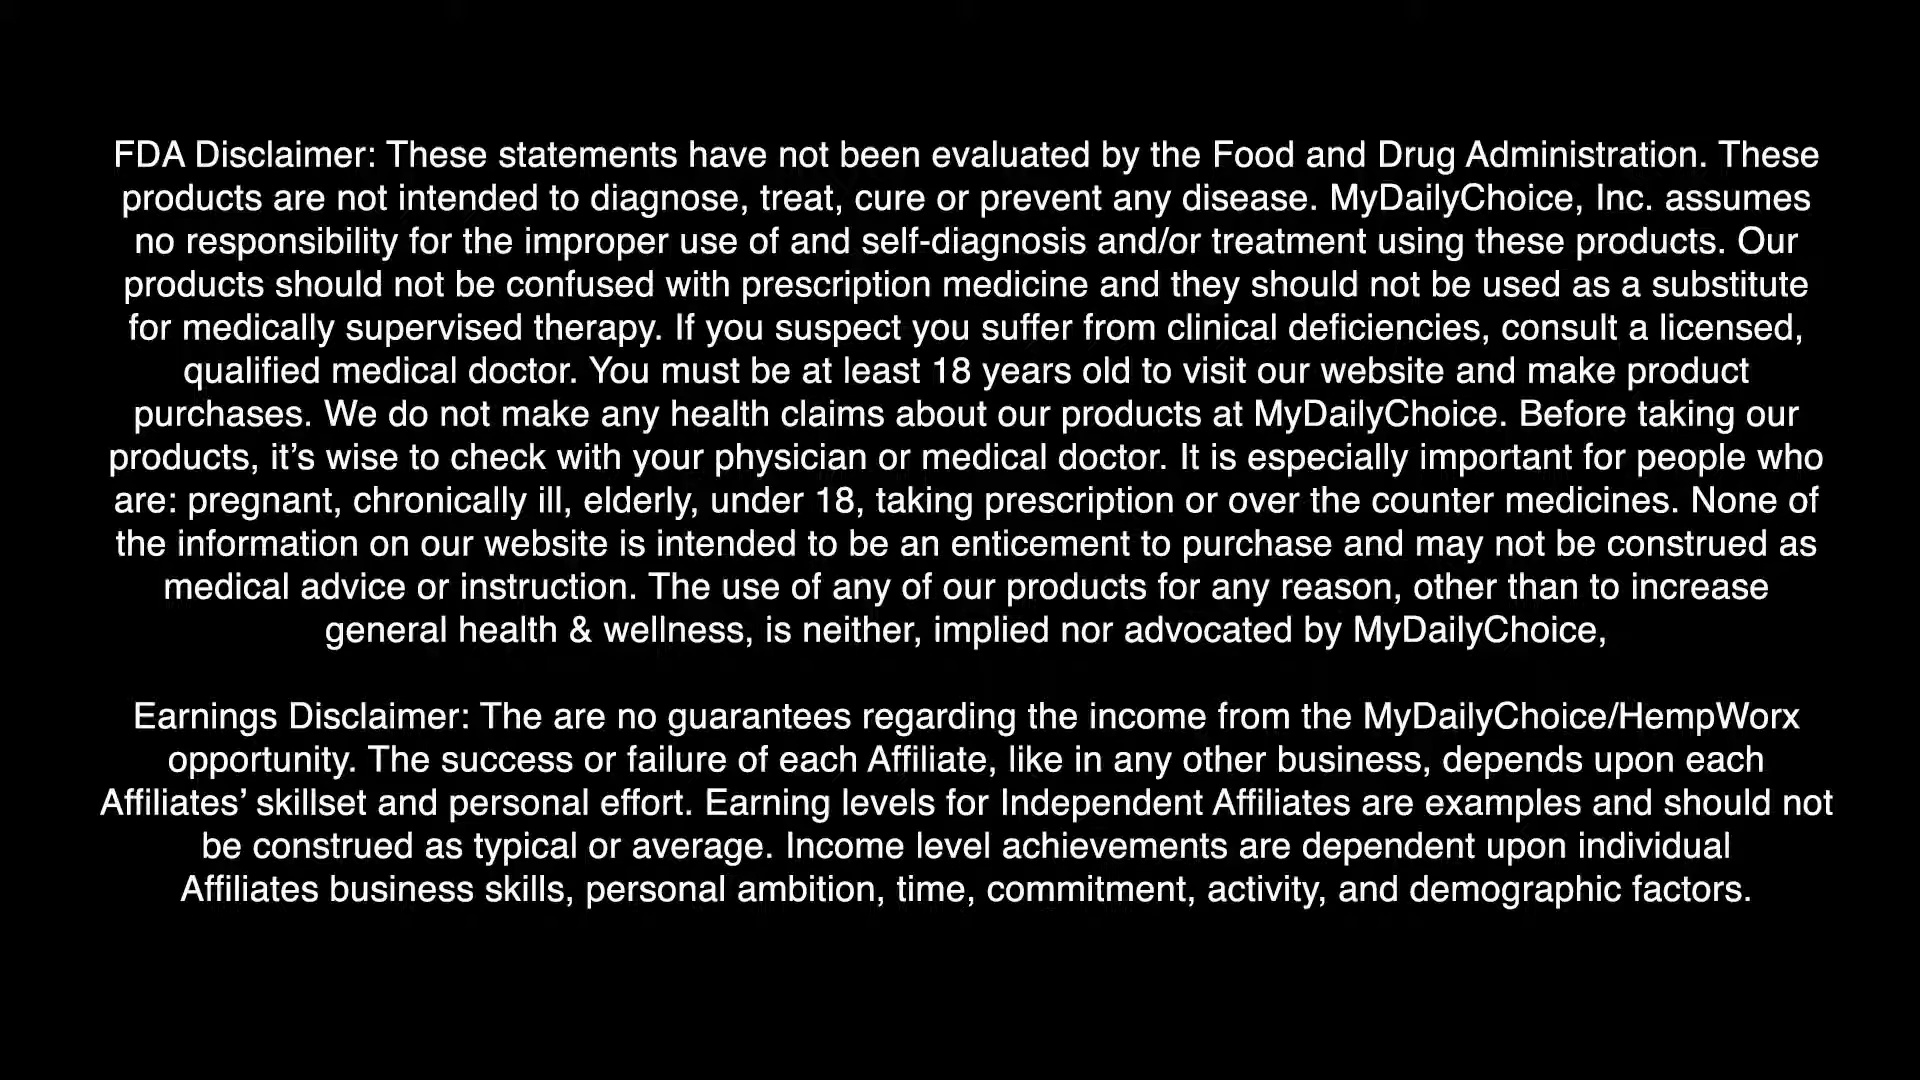 FDA Disclaimer: These statements have not been evaluated by the Food and Drug Administration. These
products are not intended to diagnose, treat, cure or prevent any disease. MyDailyChoice, Inc. assumes
no responsibility for the improper use of and self-diagnosis and/or treatment using these products. Our
products should not be confused with prescription medicine and they should not be used as a substitute
for medically supervised therapy. If you suspect you suffer from clinical deficiencies, consult a licensed,
qualified medical doctor. You must be at least 18 years old to visit our website and make product
purchases. We do not make any health claims about our products at MyDailyChoice. Before taking our
products, it’s wise to check with your physician or medical doctor. It is especially important for people who
are: pregnant, chronically ill, elderly, under 18, taking prescription or over the counter medicines. None of
the information on our website is intended to be an enticement to purchase and may not be construed as
medical advice or instruction. The use of any of our products for any reason, other than to increase
general health & wellness, is neither, implied nor advocated by MyDailyChoice,
Earnings Disclaimer: The are no guarantees regarding the income from the MyDailyChoice/HempWorx
opportunity. The success or failure of each Affiliate, like in any other business, depends upon each
Affiliates’ skillset and personal effort. Earning levels for Independent Affiliates are examples and should not
be construed as typical or average. Income level achievements are dependent upon individual
Affiliates business skills, personal ambition, time, commitment, activity, and demographic factors.